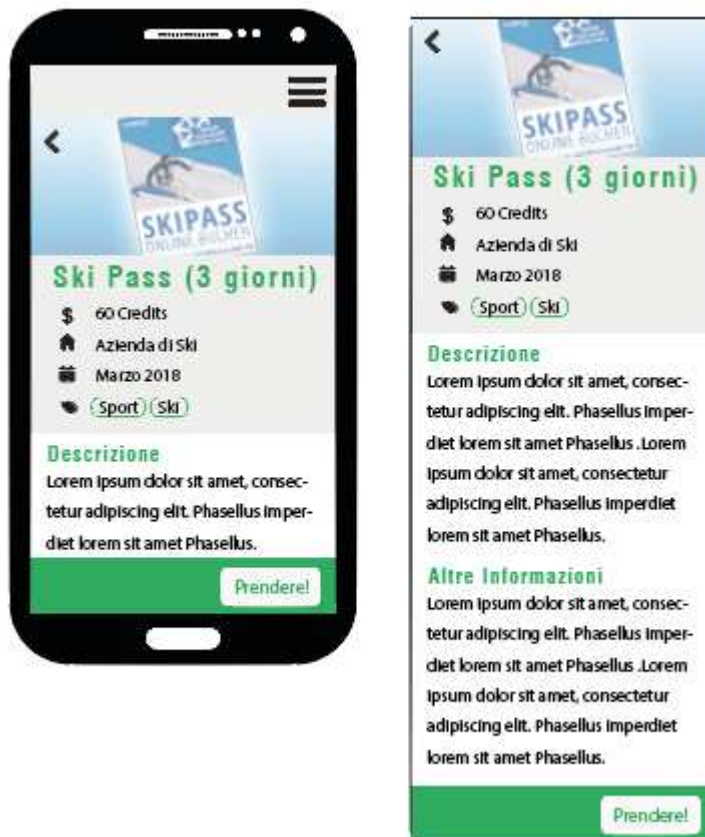 SKIPASS
ONLINE BUCHEN
Ski Pass (3 giorni)
60 Credits
Azienda di Ski
Marzo 2018
Sport Ski
Descrizione
Lorem ipsum dolor sit amet, consec-
tetur adipiscing elit. Phasellus imper-
diet lorem sit amet Phasellus.
Prendere!
SKIPASS
ONLINE BUCHEN
Ski Pass (3 giorni)
$ 60 Credits
Azienda di Ski
Marzo 2018
Sport Ski
Descrizione
Lorem ipsum dolor sit amet, consec-
tetur adipiscing elit. Phasellus imper-
diet lorem sit amet Phasellus .Lorem
ipsum dolor sit amet, consectetur
adipiscing elit. Phasellus imperdiet
lorem sit amet Phasellus.
Altre Informazioni
Lorem ipsum dolor sit amet, consec-
tetur adipiscing elit. Phasellus imper-
diet lorem sit amet Phasellus .Lorem
ipsum dolor sit amet, consectetur
adipiscing elit. Phasellus imperdiet
lorem sit amet Phasellus.
Prendere!